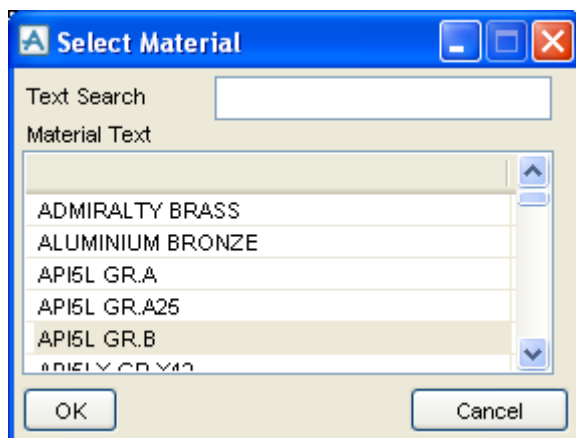 Select Material
Text Search
Material Text
ADMIRALTY BRASS
ALUMINIUM BRONZE
API5L GR.A
API5L GR.A25
API5L GR.B
OK Cancel